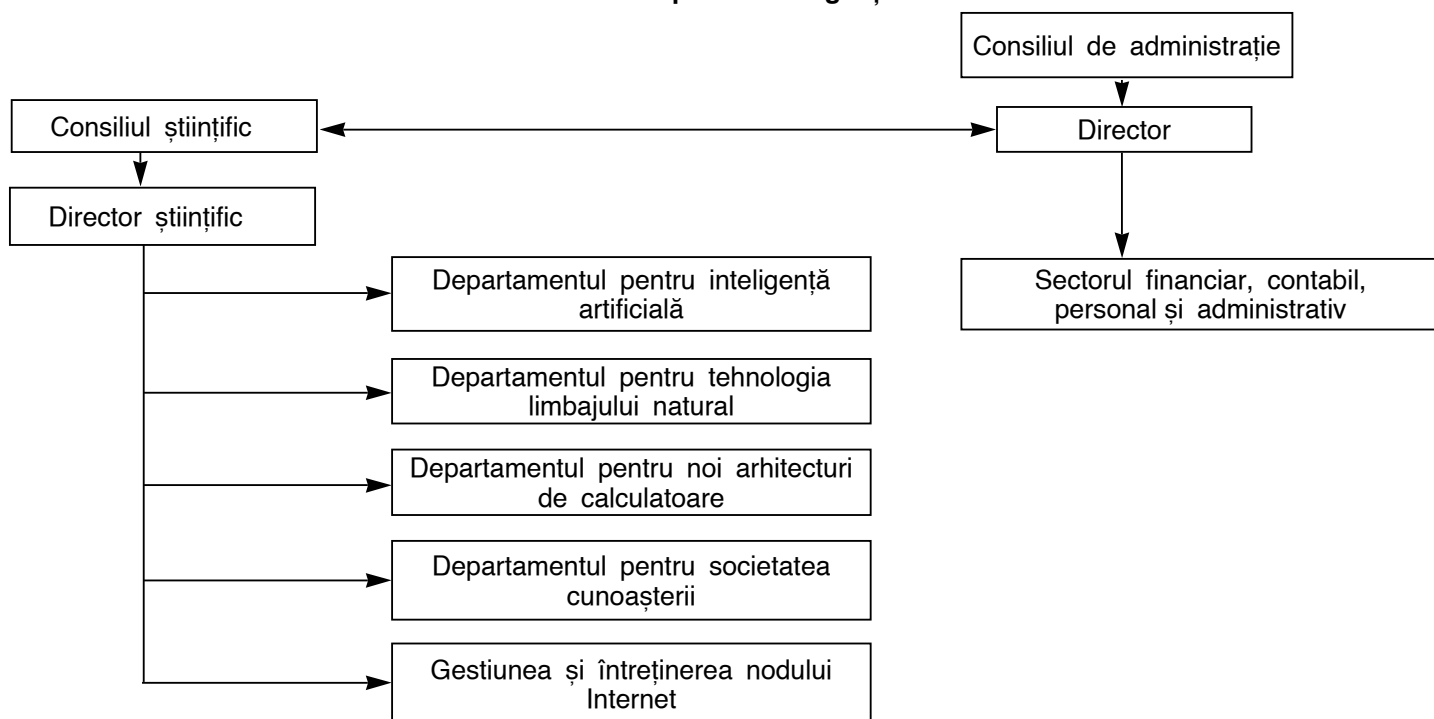 Consiliul de administrație
Consiliul științific
Director
Director științific
Departamentul pentru inteligență
artificială
Sectorul financiar, contabil,
personal și administrativ
Departamentul pentru tehnologia
limbajului natural
Departamentul pentru noi arhitecturi
de calculatoare
Departamentul pentru societatea
cunoașterii
Gestiunea și întreținerea nodului
Internet